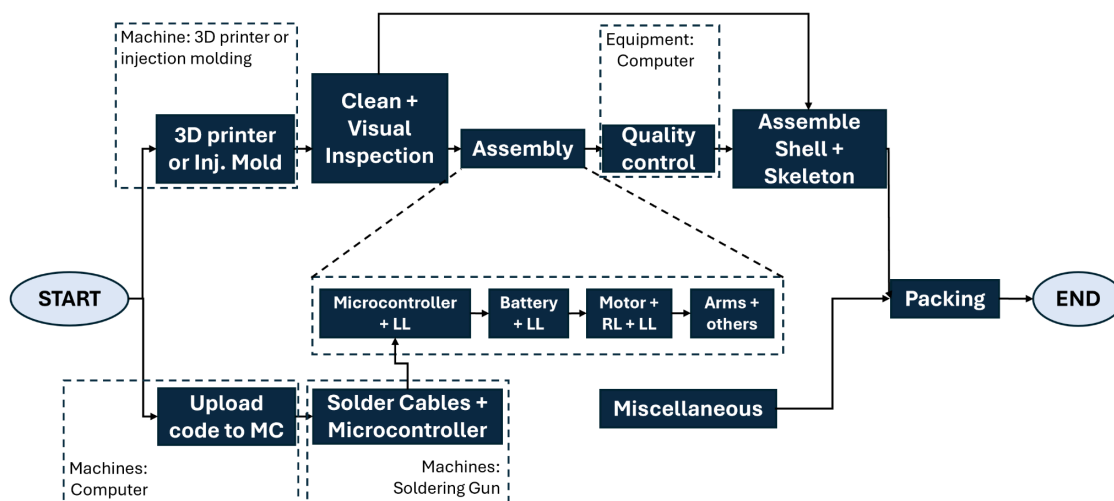 Machine: 3D printer or
injection molding
3D printer
or Inj. Mold
Clean +
Visual
Inspection
Assembly
Equipment:
Computer
Quality
control
Assemble
Shell +
Skeleton
START
Microcontroller
+ LL
Battery
+ LL
Motor +
RL + LL
Arms +
others
Packing
END
Upload
code to MC
Machines:
Computer
Solder Cables +
Microcontroller
Machines:
Soldering Gun
Miscellaneous